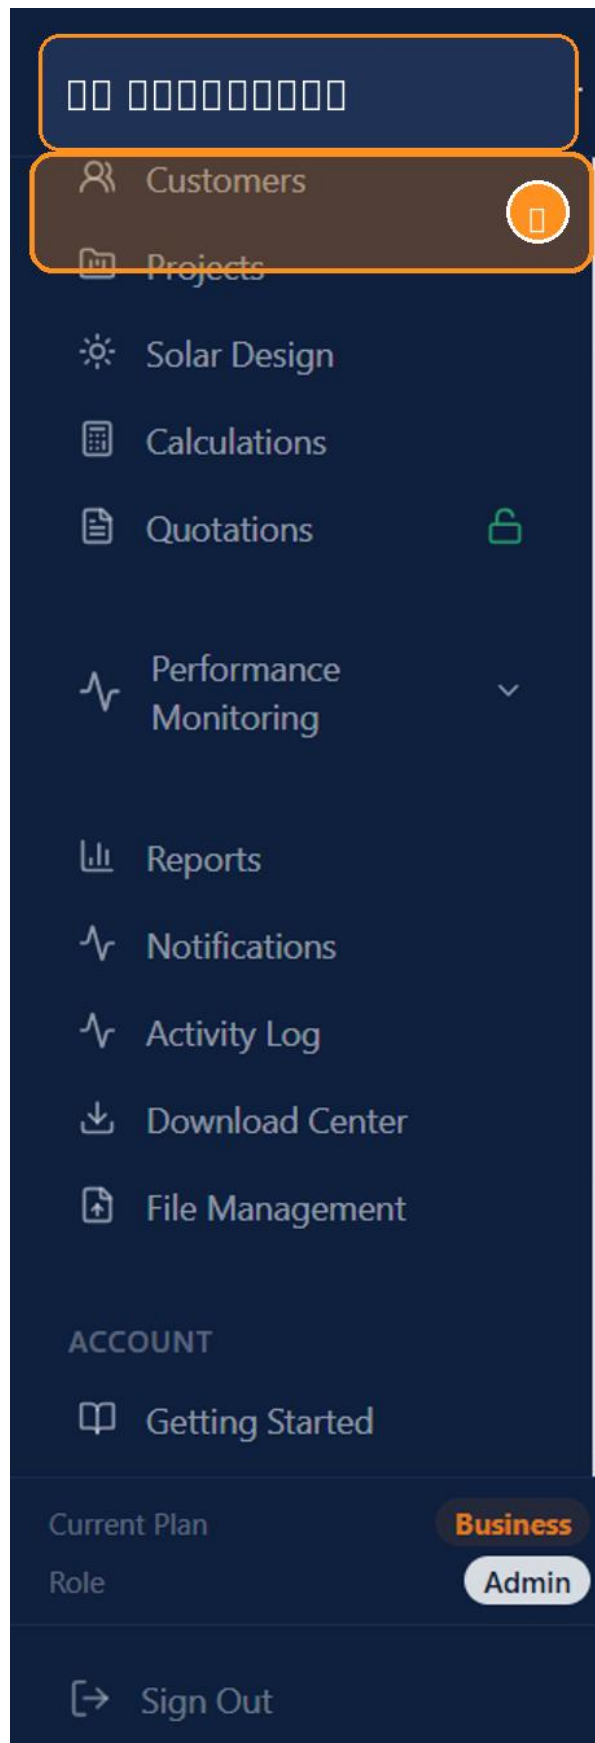 Customers
Projects
Solar Design
Calculations
Quotations
Performance
Monitoring
Reports
Notifications
Activity Log
Download Center
File Management
ACCOUNT
Getting Started
Current Plan Business
Role Admin
Sign Out